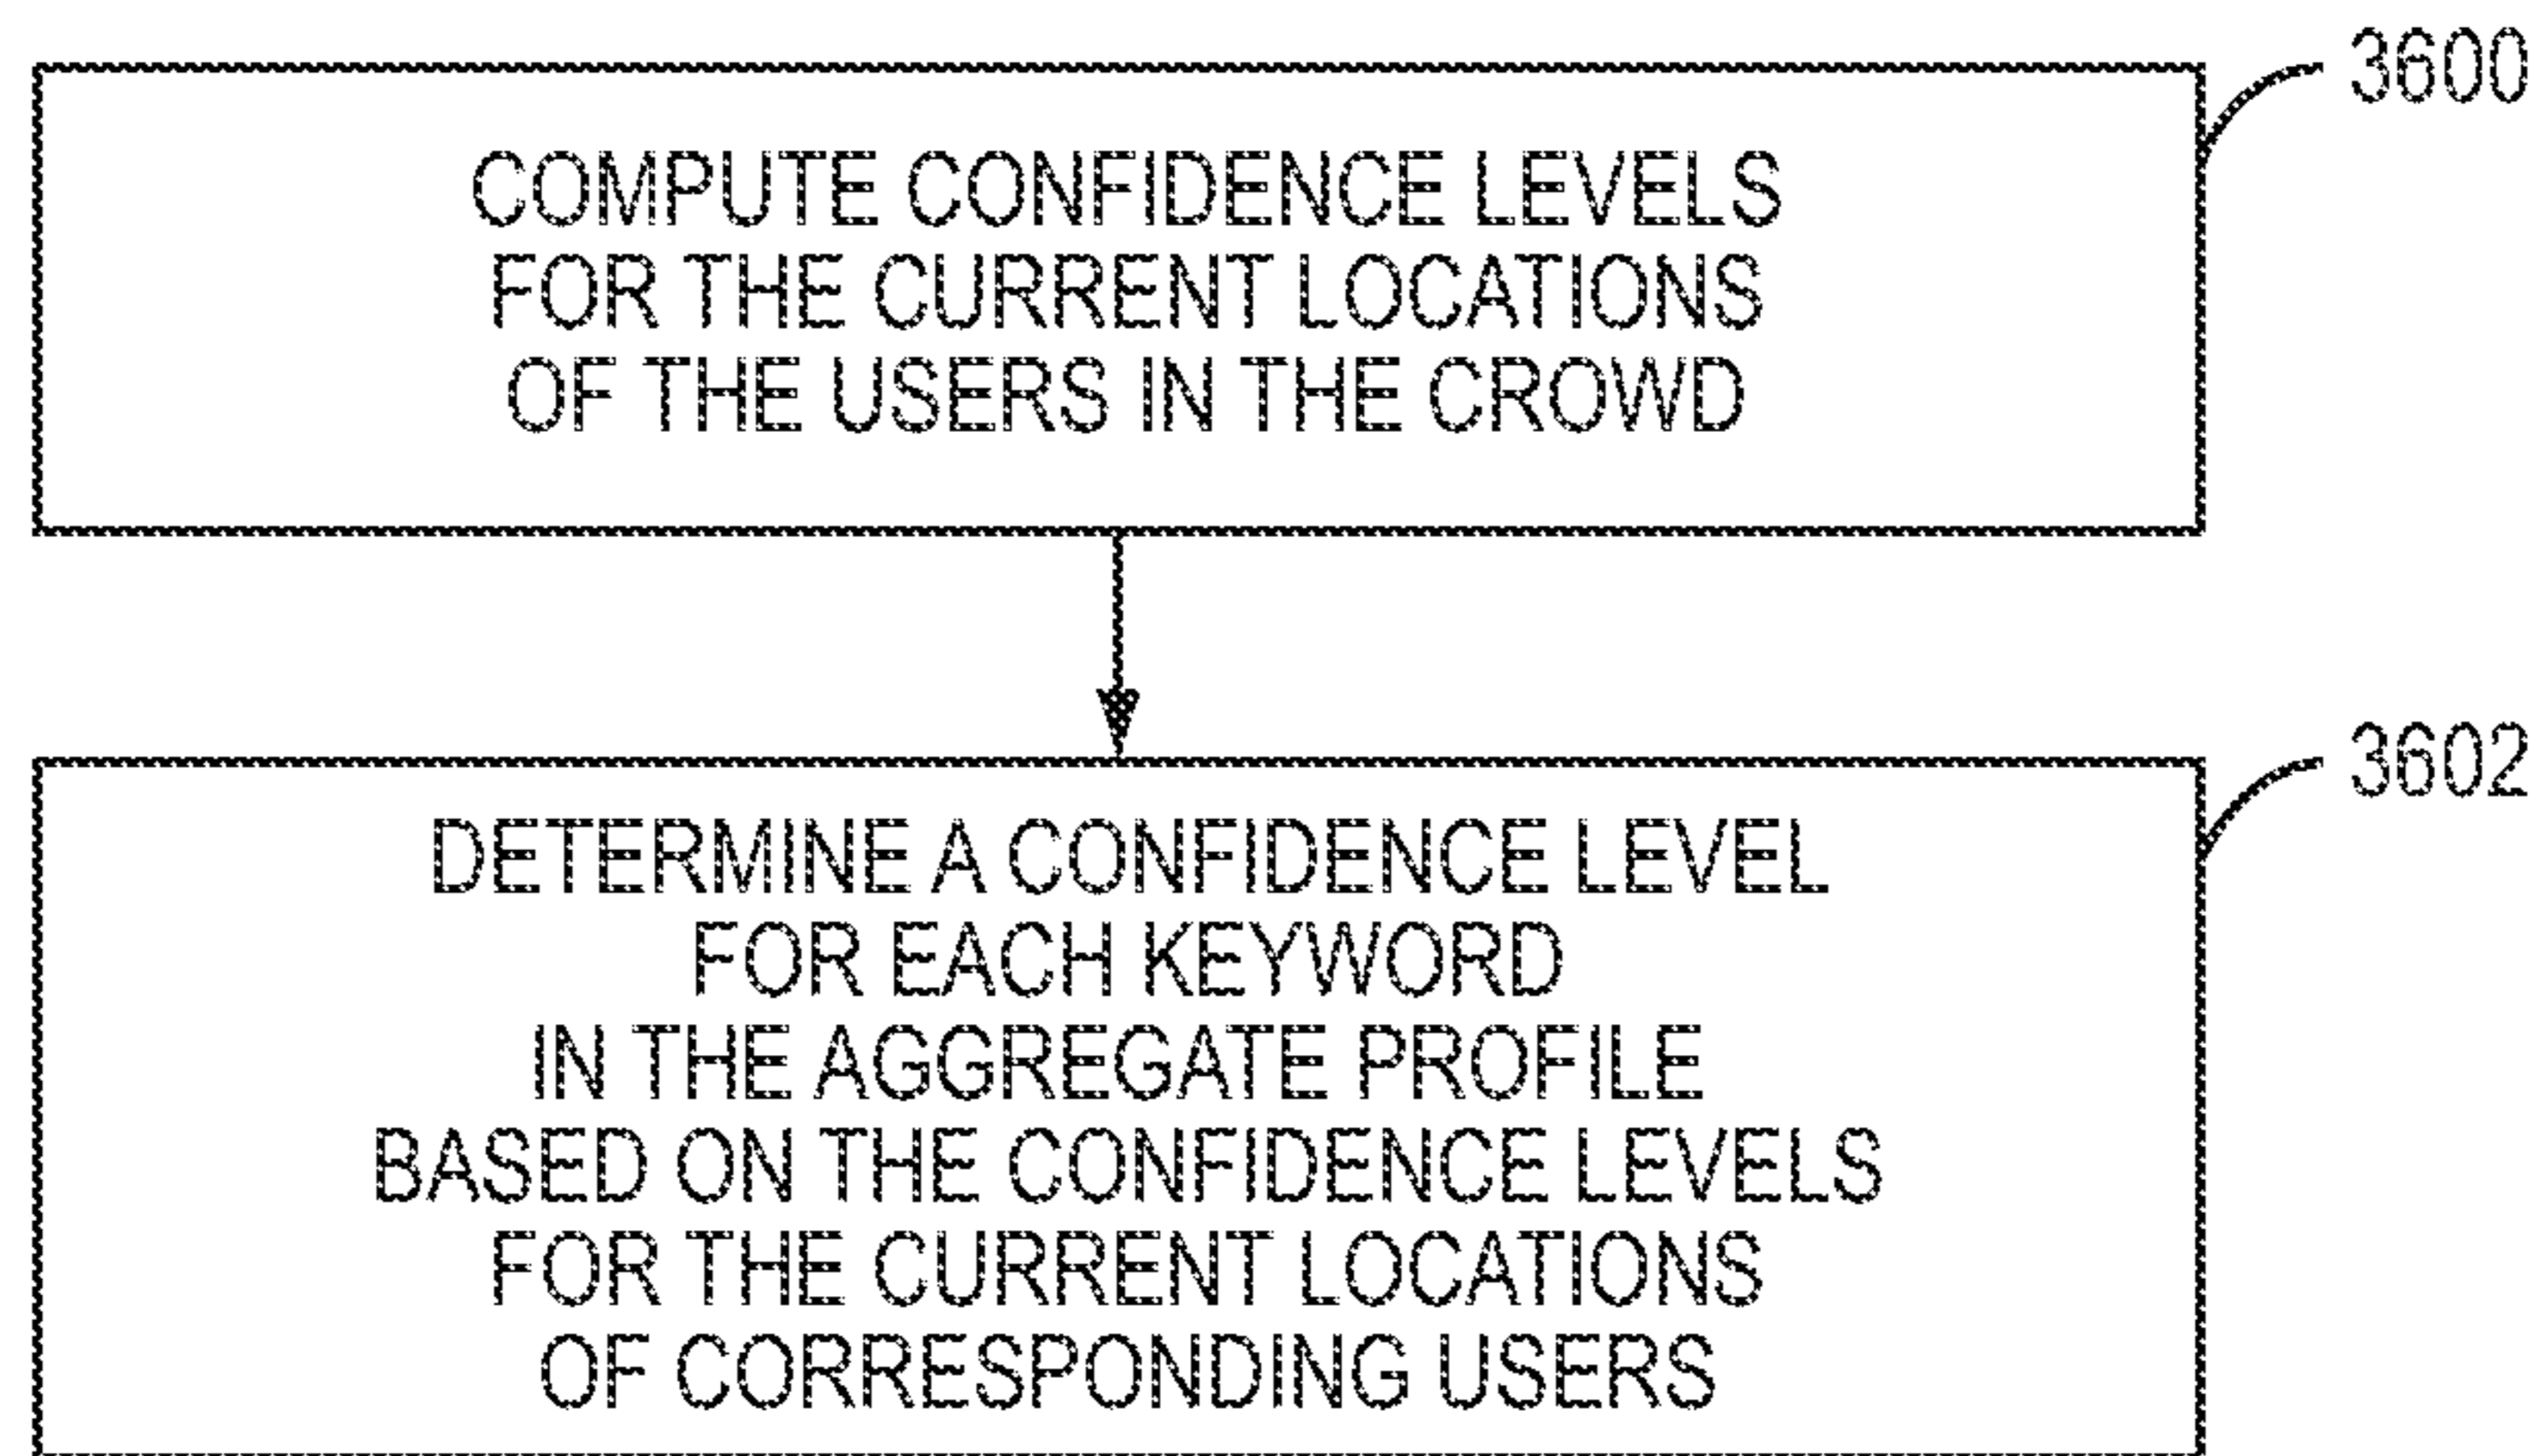 3600
COMPUTE CONFIDENCE LEVELS
FOR THE CURRENT LOCATIONS
OF THE USERS IN THE CROWD
3602
DETERMINE A CONFIDENCE LEVEL
FOR EACH KEYWORD
IN THE AGGREGATE PROFILE
BASED ON THE CONFIDENCE LEVELS
FOR THE CURRENT LOCATIONS
OF CORRESPONDING USERS